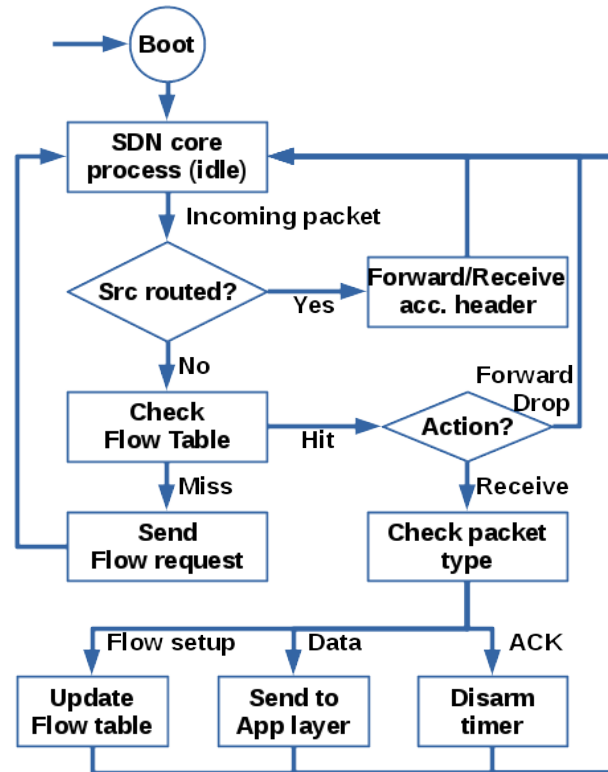 Boot
SDN core
process (idle)
Incoming packet
Src routed?
Yes
Forward/Receive
acc. header
No
Check
Flow Table
Hit
Action?
Forward
Drop
Miss
Receive
Send
Flow request
Check packet
type
Flow setup
Data
ACK
Update
Flow table
Send to
App layer
Disarm
timer